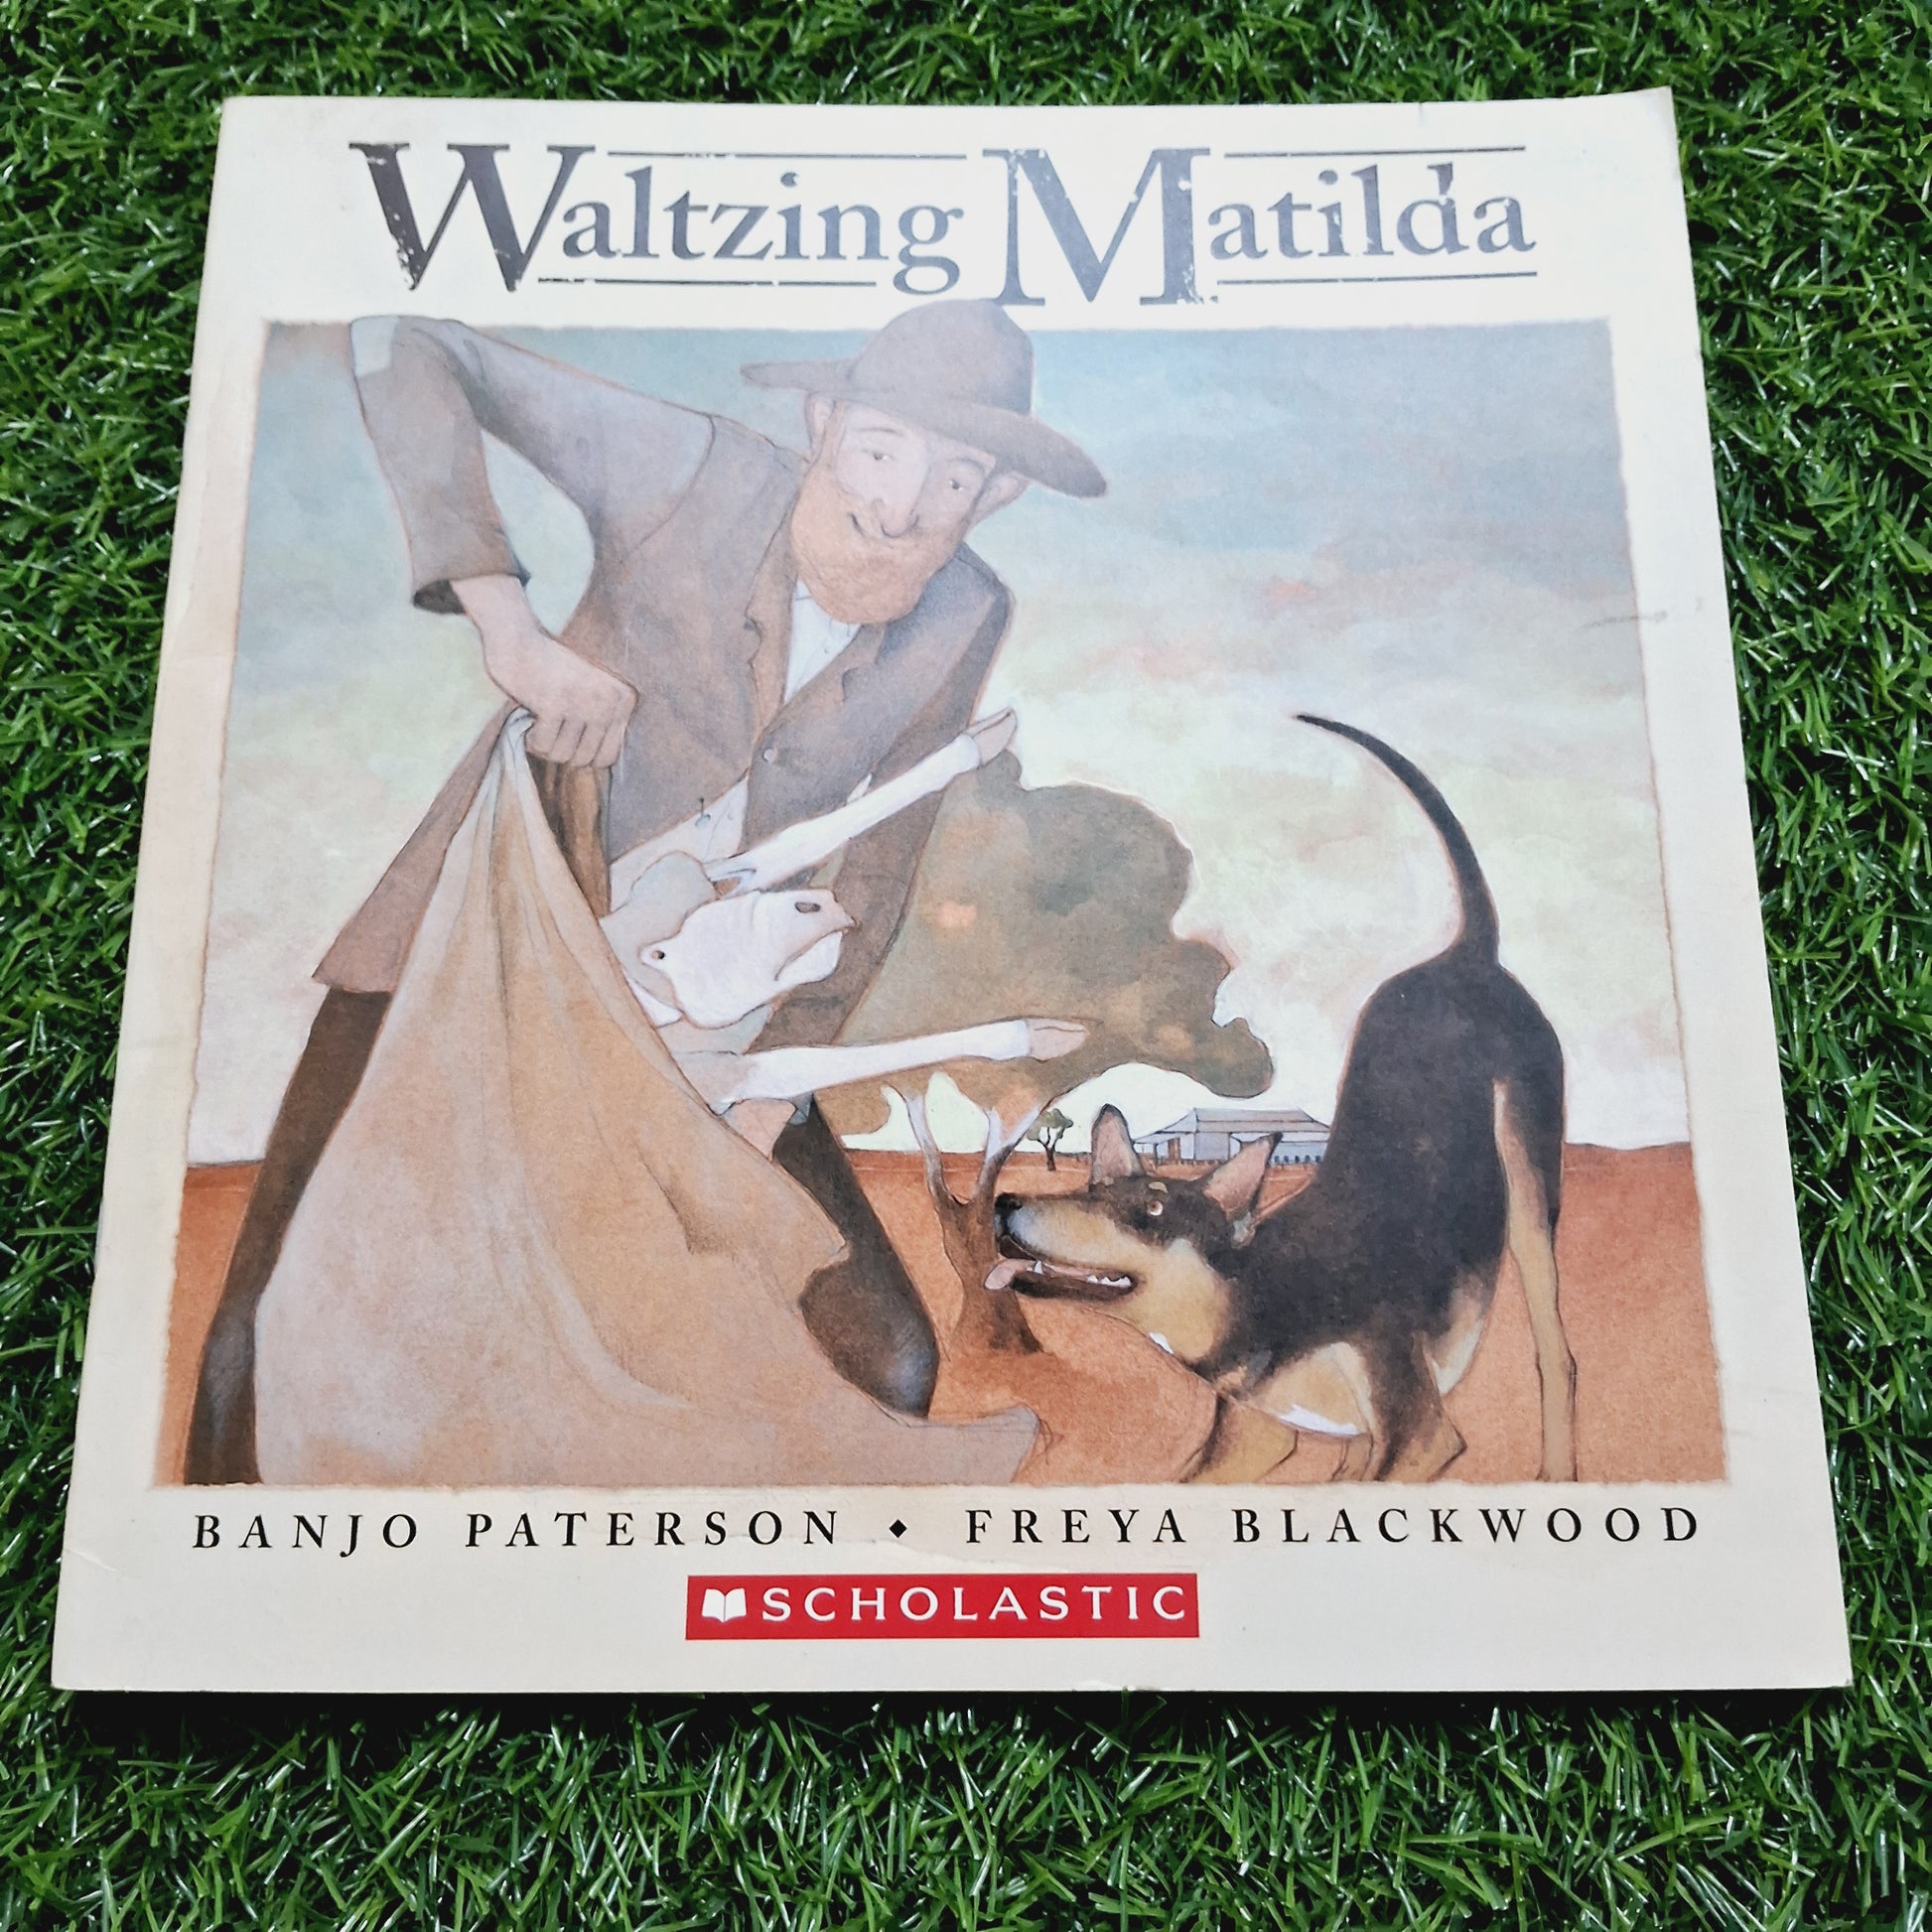 Waltzing Matilda
BANJO PATERSON ◆ FREYA BLACKWOOD
SCHOLASTIC